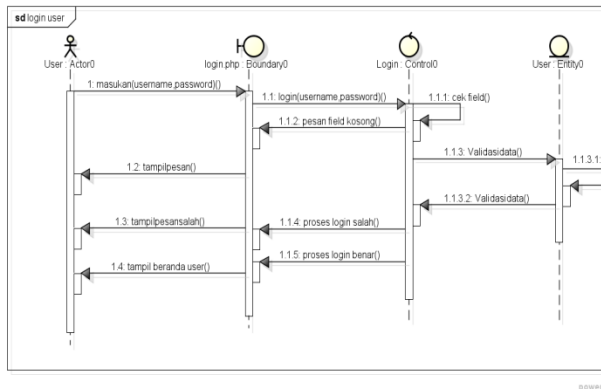 sd login user
User : Actor0
login.php : Boundary0
Login : Control0
User : Entity0
1: masukan(username,password)()
1.1: login(username,password)()
1.1.1: cek field()
1.1.2: pesan field kosong()
1.1.3: Validasidata()
1.2: tampilpesan()
1.1.3.1:
1.1.3.2: Validasidata()
1.3: tampilpesansalah()
1.1.4: proses login salah()
1.1.5: proses login benar()
1.4: tampil beranda user()